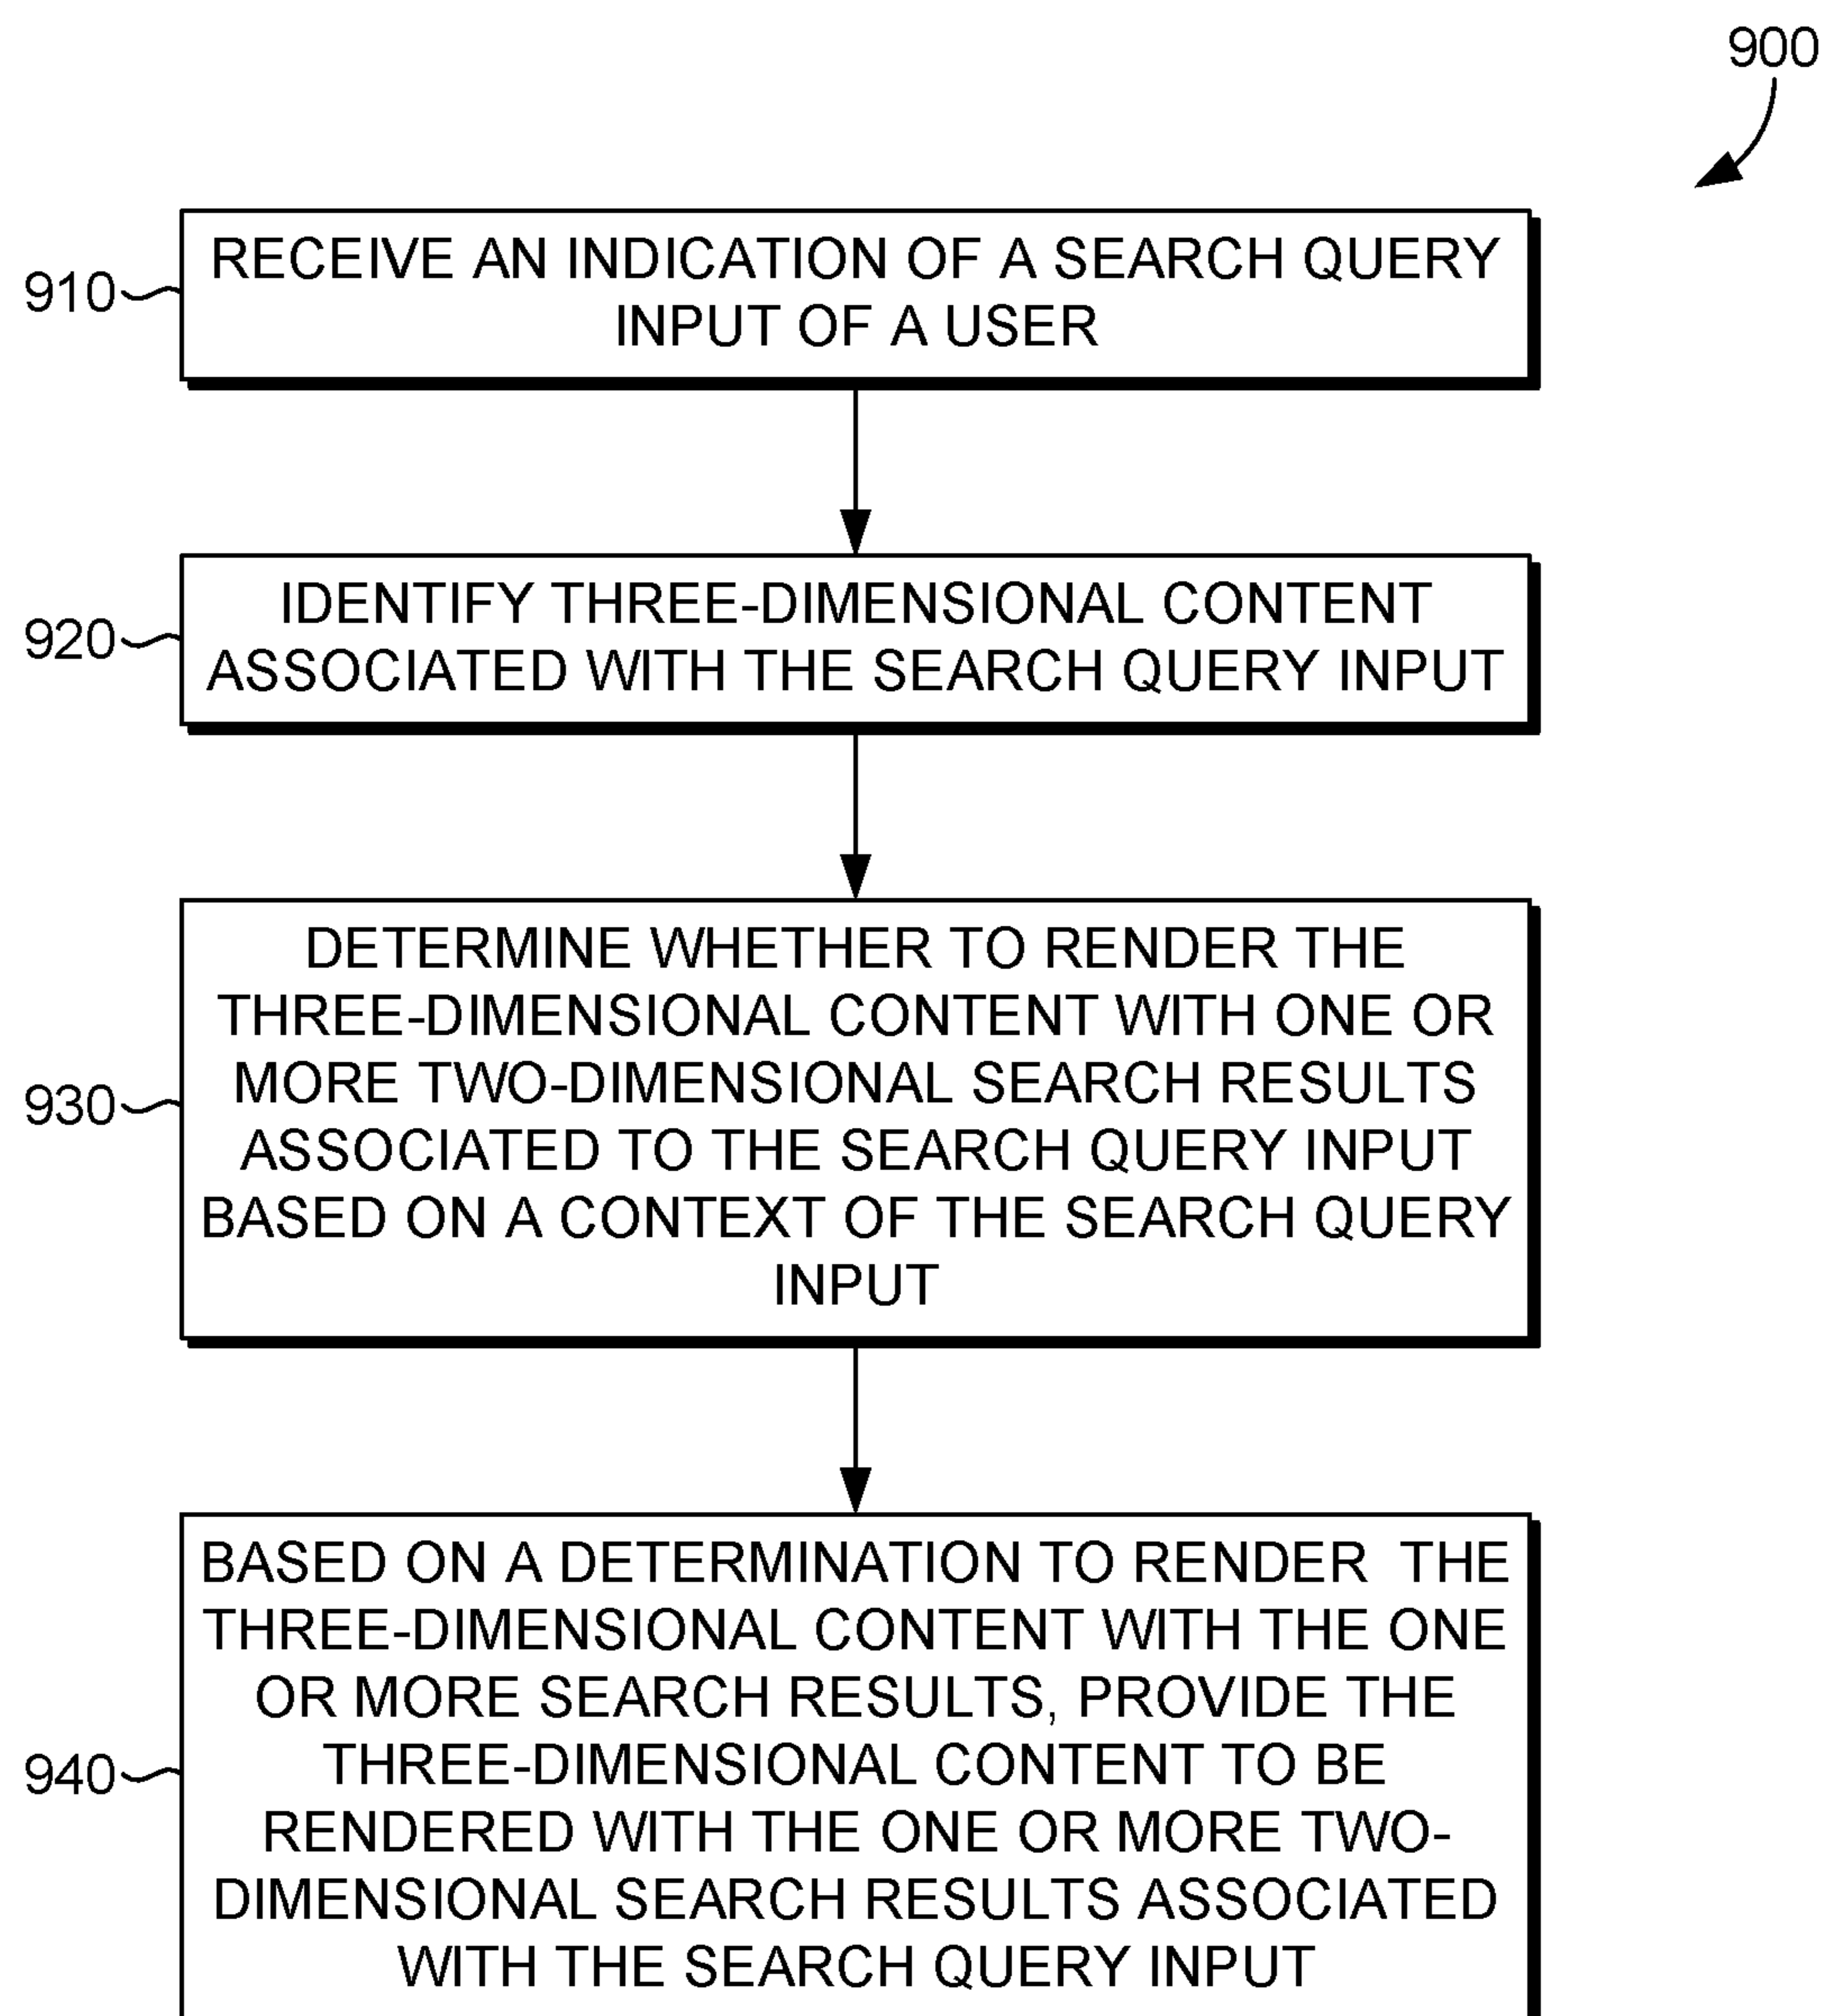 900
910
RECEIVE AN INDICATION OF A SEARCH QUERY
INPUT OF A USER
920
IDENTIFY THREE-DIMENSIONAL CONTENT
ASSOCIATED WITH THE SEARCH QUERY INPUT
930
DETERMINE WHETHER TO RENDER THE
THREE-DIMENSIONAL CONTENT WITH ONE OR
MORE TWO-DIMENSIONAL SEARCH RESULTS
ASSOCIATED TO THE SEARCH QUERY INPUT
BASED ON A CONTEXT OF THE SEARCH QUERY
INPUT
940
BASED ON A DETERMINATION TO RENDER THE
THREE-DIMENSIONAL CONTENT WITH THE ONE
OR MORE SEARCH RESULTS, PROVIDE THE
THREE-DIMENSIONAL CONTENT TO BE
RENDERED WITH THE ONE OR MORE TWO-
DIMENSIONAL SEARCH RESULTS ASSOCIATED
WITH THE SEARCH QUERY INPUT